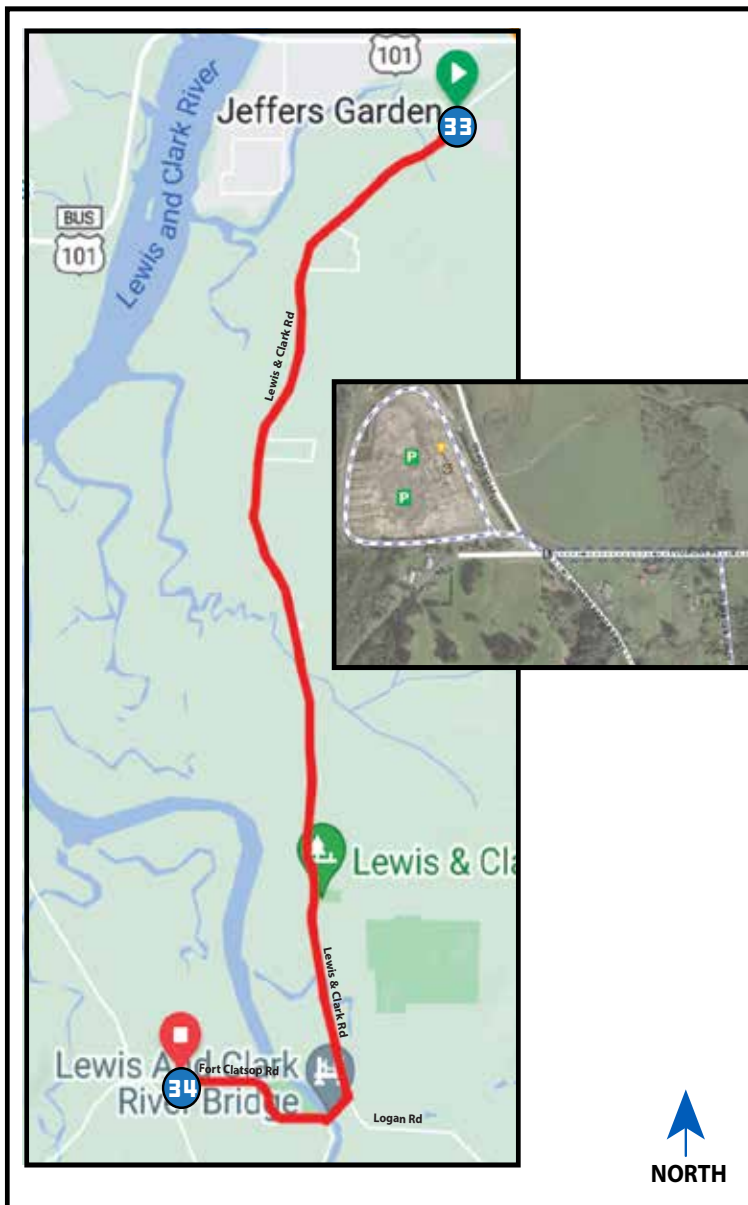 101
Jeffers Garden
33
Lewis and Clark River
BUS
101
Lewis & Clark Rd
P
P
Lewis & Cla
Lewis & Clark Rd
Lewis And Clark
River Bridge
Fort Clatsop Rd
34
Logan Rd
NORTH